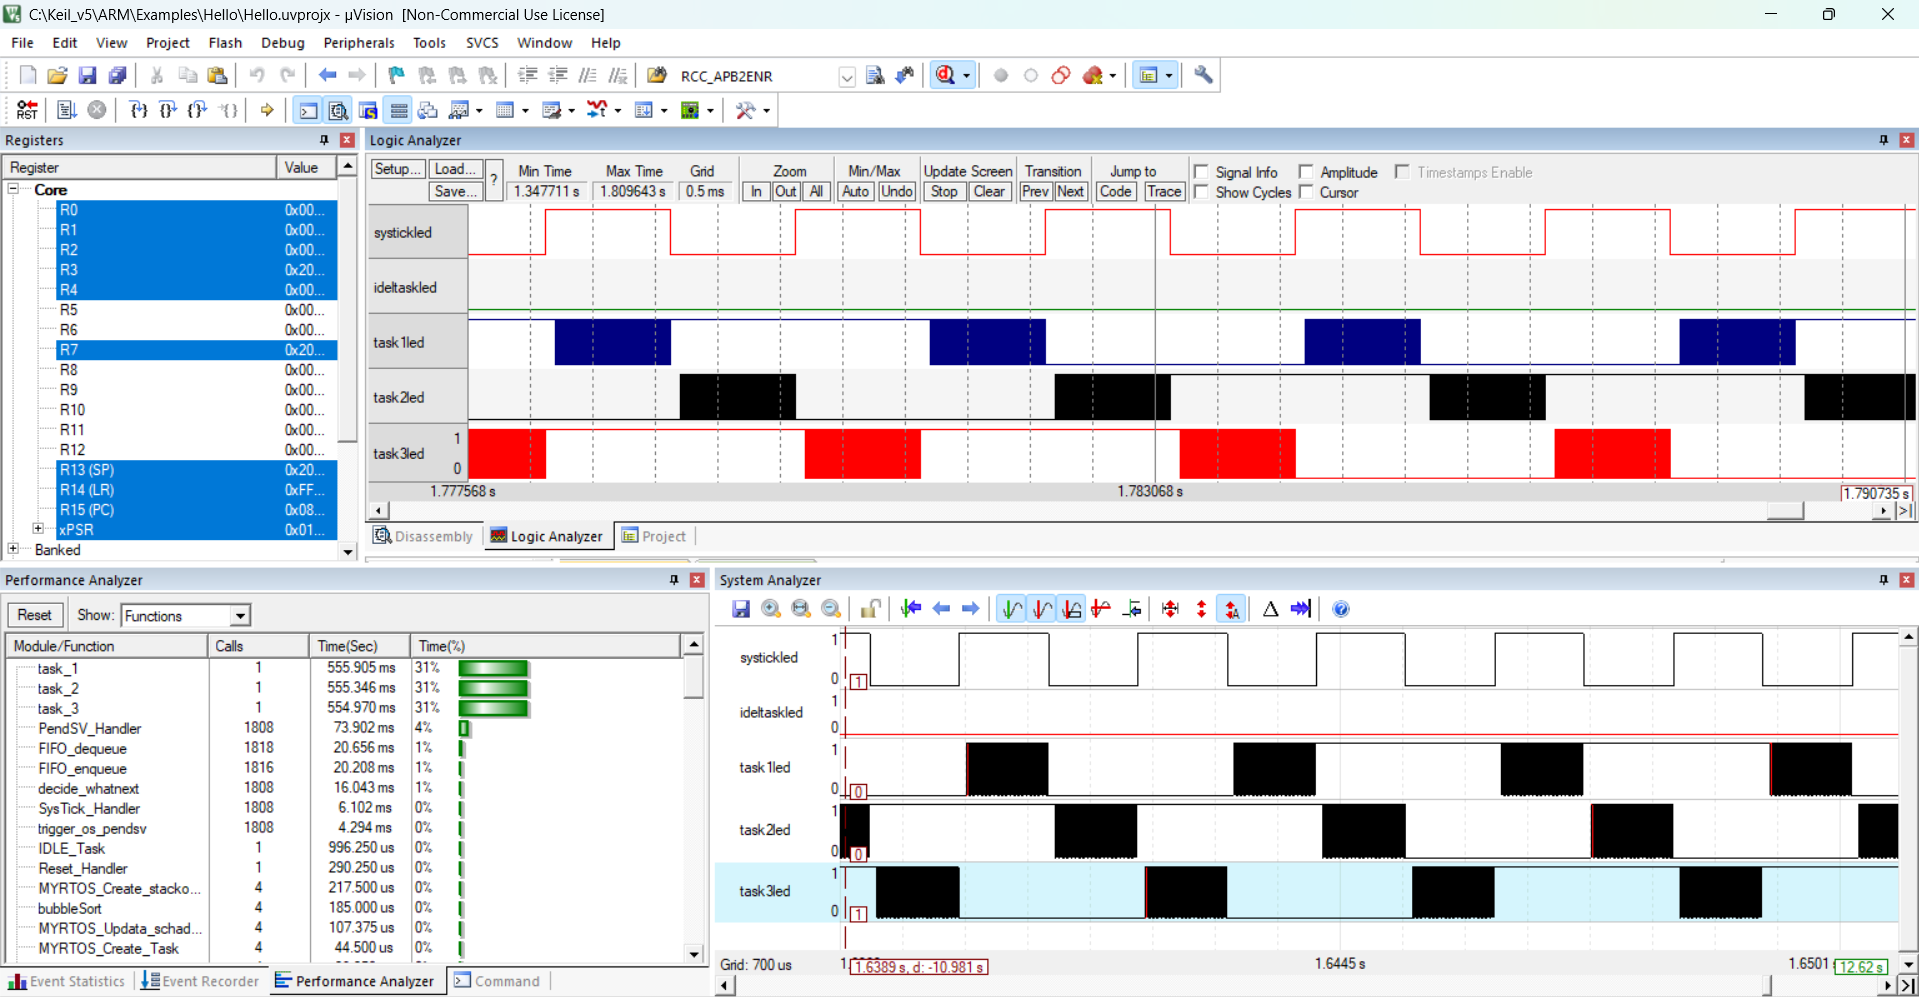 C:\Keil_v5\ARM\Examples\Hello\Hello.uvprojx - µVision [Non-Commercial Use License]
File Edit View Project Flash Debug Peripherals Tools SVCS Window Help
RCC_APB2ENR
RST
Registers
Register Value
Core
R0 0x00...
R1 0x00...
R2 0x00...
R3 0x20...
R4 0x00...
R5 0x00...
R6 0x00...
R7 0x20...
R8 0x00...
R9 0x00...
R10 0x00...
R11 0x00...
R12 0x00...
R13 (SP) 0x20...
R14 (LR) 0xFF...
R15 (PC) 0x08...
xPSR 0x01...
Banked
Logic Analyzer
Setup... Load... ? Min Time Max Time Grid Zoom Min/Max Update Screen Transition Jump to Signal Info Amplitude Timestamps Enable
Save... 1.347711 s 1.809643 s 0.5 ms In Out All Auto Undo Stop Clear Prev Next Code Trace Show Cycles Cursor
systickled
ideltaskled
task1led
task2led
task3led 1 0
1.777568 s 1.783068 s 1.790735 s
Disassembly Logic Analyzer Project
Performance Analyzer
Reset Show: Functions
Module/Function Calls Time(Sec) Time(%)
task_1 1 555.905 ms 31%
task_2 1 555.346 ms 31%
task_3 1 554.970 ms 31%
PendSV_Handler 1808 73.902 ms 4%
FIFO_dequeue 1818 20.656 ms 1%
FIFO_enqueue 1816 20.208 ms 1%
decide_whatnext 1808 16.043 ms 1%
SysTick_Handler 1808 6.102 ms 0%
trigger_os_pendsv 1808 4.294 ms 0%
IDLE_Task 1 996.250 us 0%
Reset_Handler 1 290.250 us 0%
MYRTOS_Create_stacko... 4 217.500 us 0%
bubbleSort 4 185.000 us 0%
MYRTOS_Updata_schad... 4 107.375 us 0%
MYRTOS_Create_Task 4 44.500 us 0%
Event Statistics Event Recorder Performance Analyzer Command
System Analyzer
systickled 1 0 1
ideltaskled 1 0
task1led 1 0 0
task2led 1 0 0
task3led 1 0 1
Grid: 700 us 1.6389 s, d: -10.981 s 1.6445 s 1.6501 12.62 s